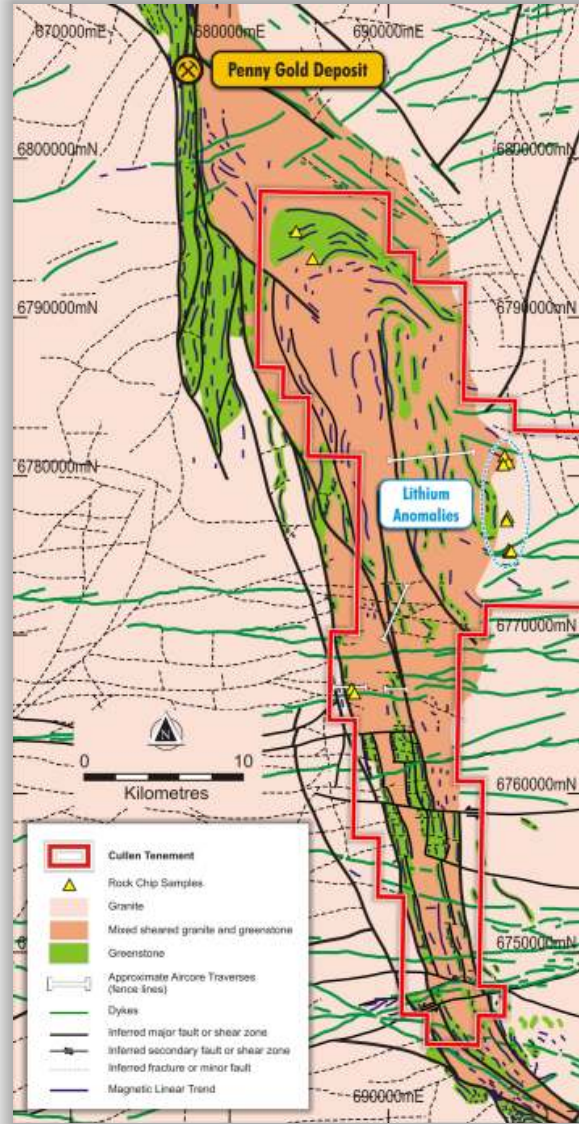 670000mE
680000mE
690000mE
Penny Gold Deposit
6800000mN
6800000mN
6790000mN
6790000mN
6780000mN
Lithium
Anomalies
6770000mN
N
0
10
Kilometres
6760000mN
Cullen Tenement
Rock Chip Samples
Granite
Mixed sheared granite and greenstone
Greenstone
Approximate Aircore Traverses
(fence lines)
Dykes
Inferred major fault or shear zone
Inferred secondary fault or shear zone
Inferred fracture or minor fault
Magnetic Linear Trend
6750000mN
690000mE